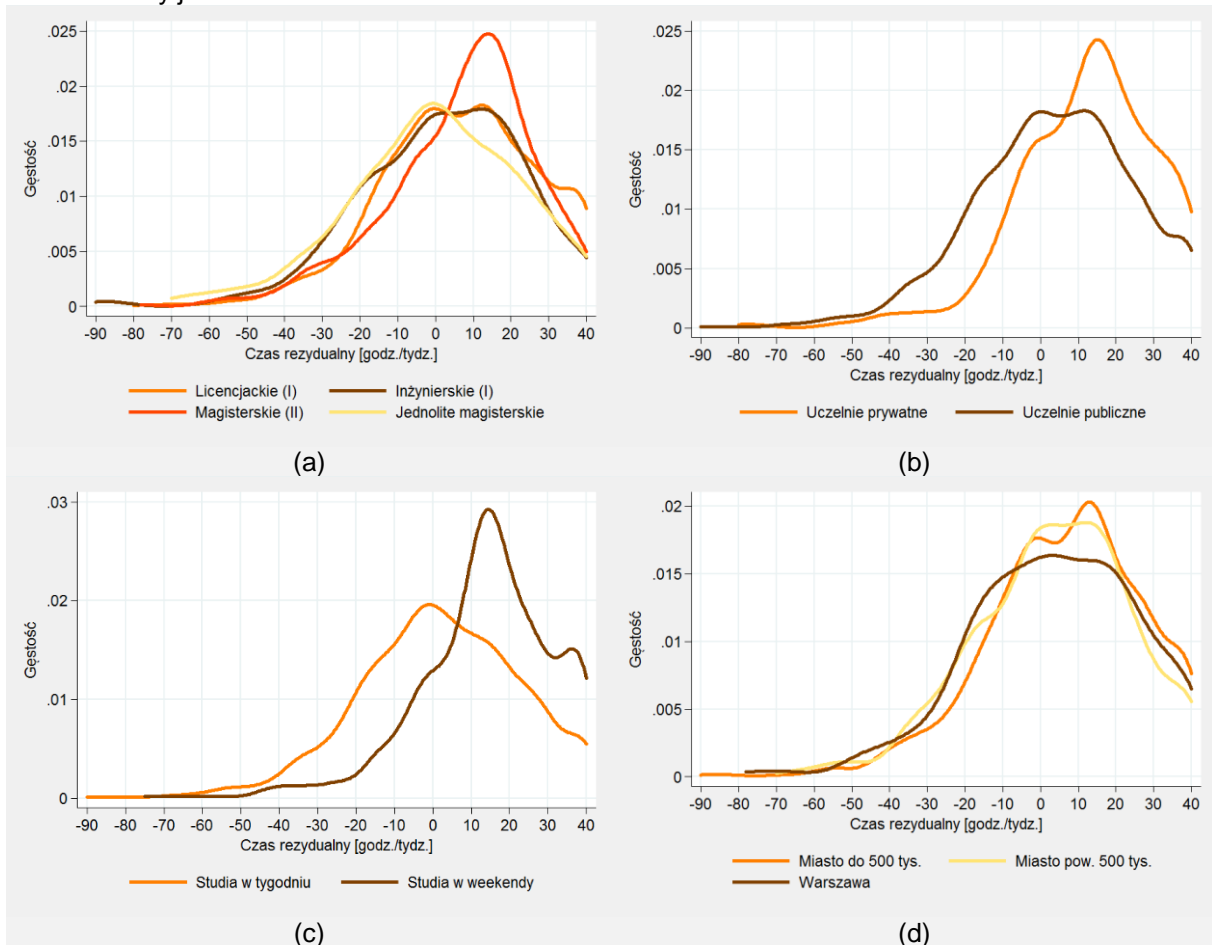 .025
.02
.015
.01
.005
0
Gęstość
-90 -80 -70 -60 -50 -40 -30 -20 -10 0 10 20 30 40
Czas rezydualny [godz./tydz.]
Licencjackie (I) Inżynierskie (I)
Magisterskie (II) Jednolite magisterskie
(a)
.025
.02
.015
.01
.005
0
Gęstość
-90 -80 -70 -60 -50 -40 -30 -20 -10 0 10 20 30 40
Czas rezydualny [godz./tydz.]
Uczelnie prywatne Uczelnie publiczne
(b)
.03
.02
.01
0
Gęstość
-90 -80 -70 -60 -50 -40 -30 -20 -10 0 10 20 30 40
Czas rezydualny [godz./tydz.]
Studia w tygodniu Studia w weekendy
(c)
.02
.015
.01
.005
0
Gęstość
-90 -80 -70 -60 -50 -40 -30 -20 -10 0 10 20 30 40
Czas rezydualny [godz./tydz.]
Miasto do 500 tys. Miasto pow. 500 tys.
Warszawa
(d)